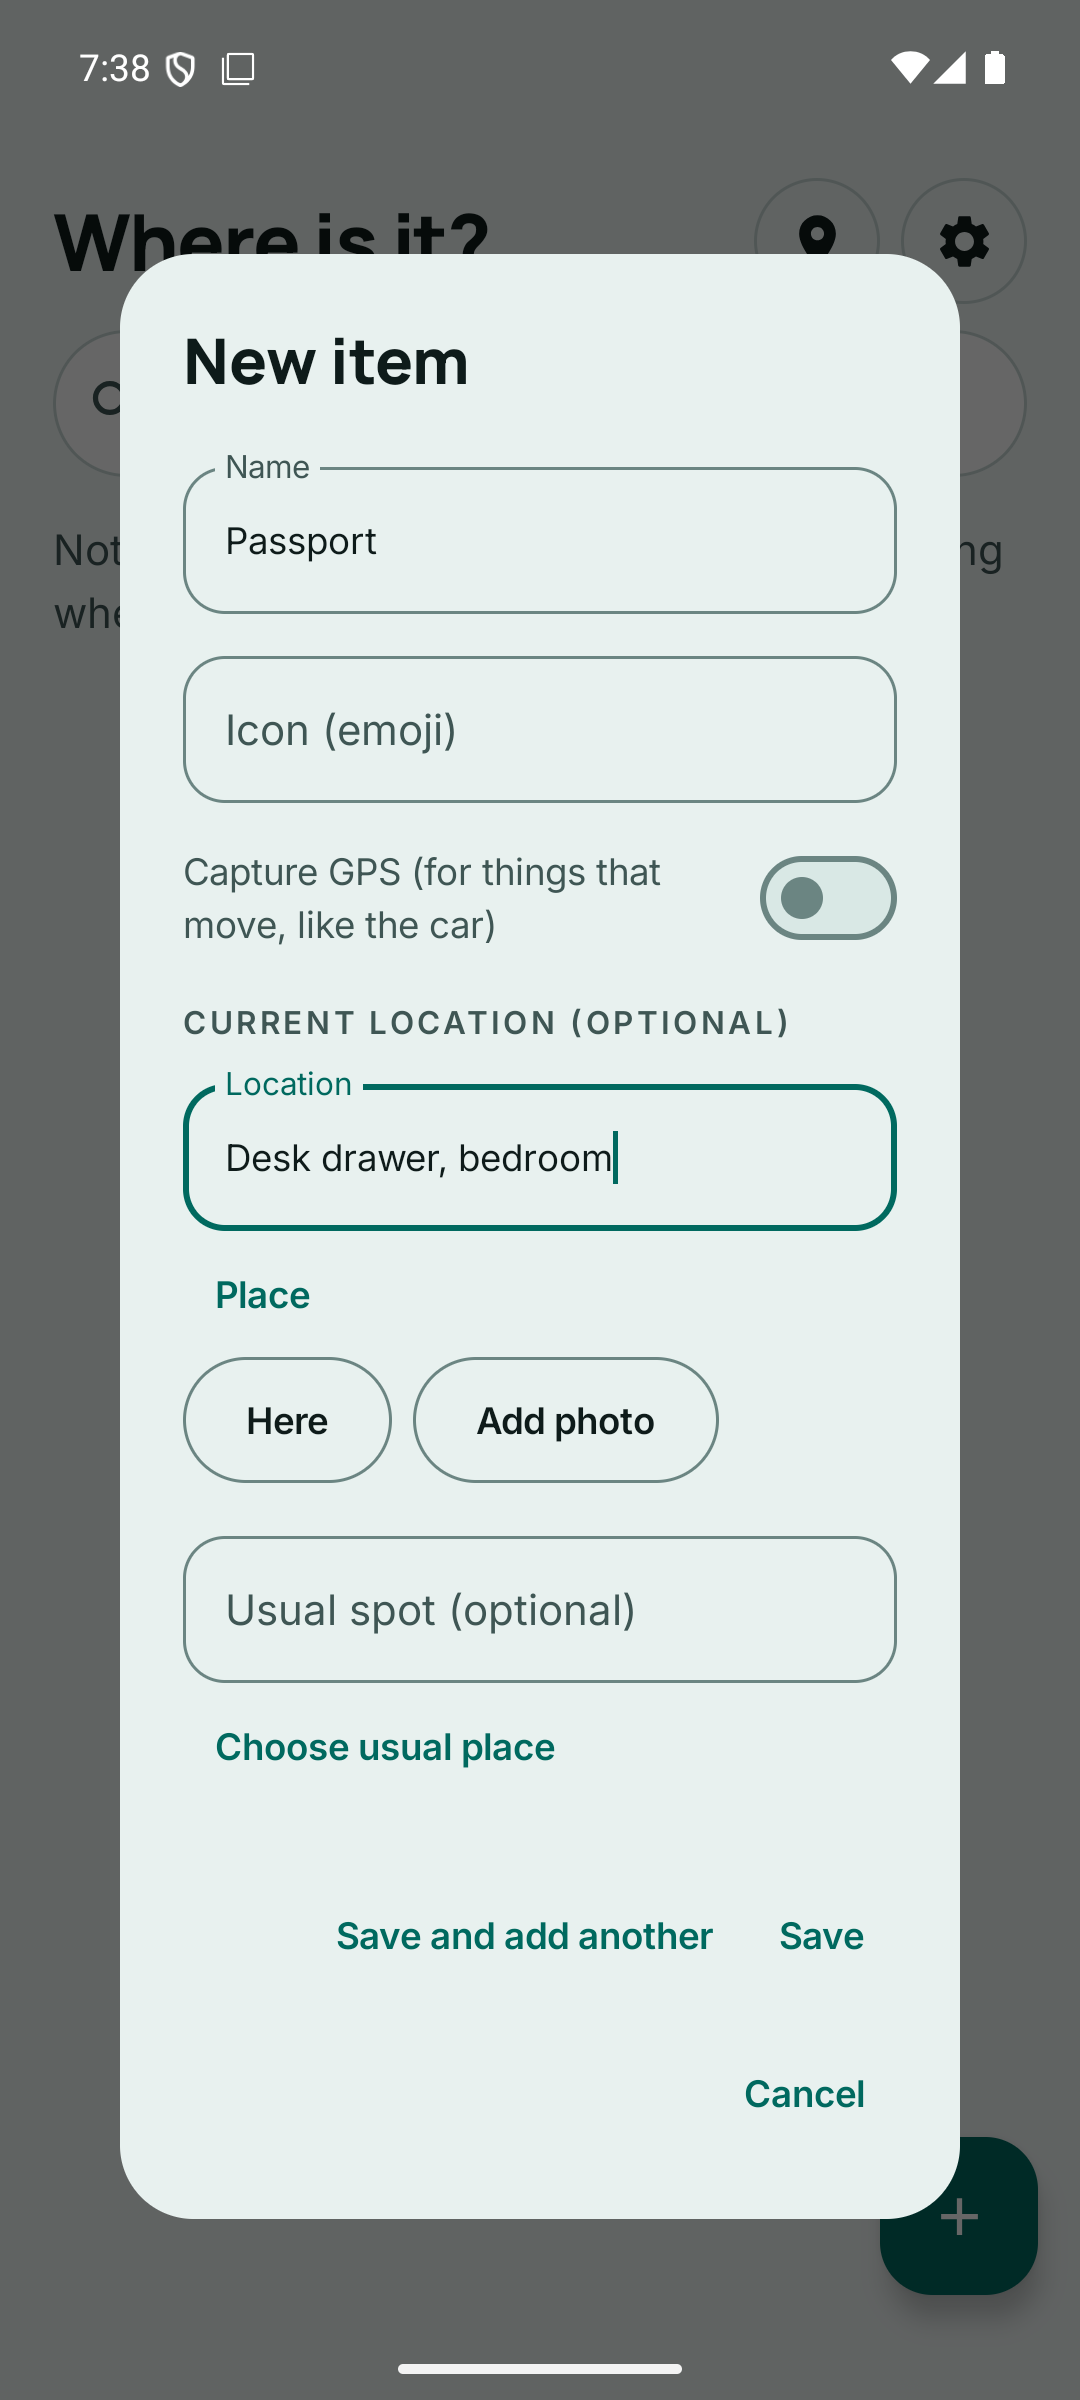 7:38
Where is it?
New item
Name
Passport
Icon (emoji)
Capture GPS (for things that
move, like the car)
CURRENT LOCATION (OPTIONAL)
Location
Desk drawer, bedroom
Place
Here
Add photo
Usual spot (optional)
Choose usual place
Save and add another
Save
Cancel